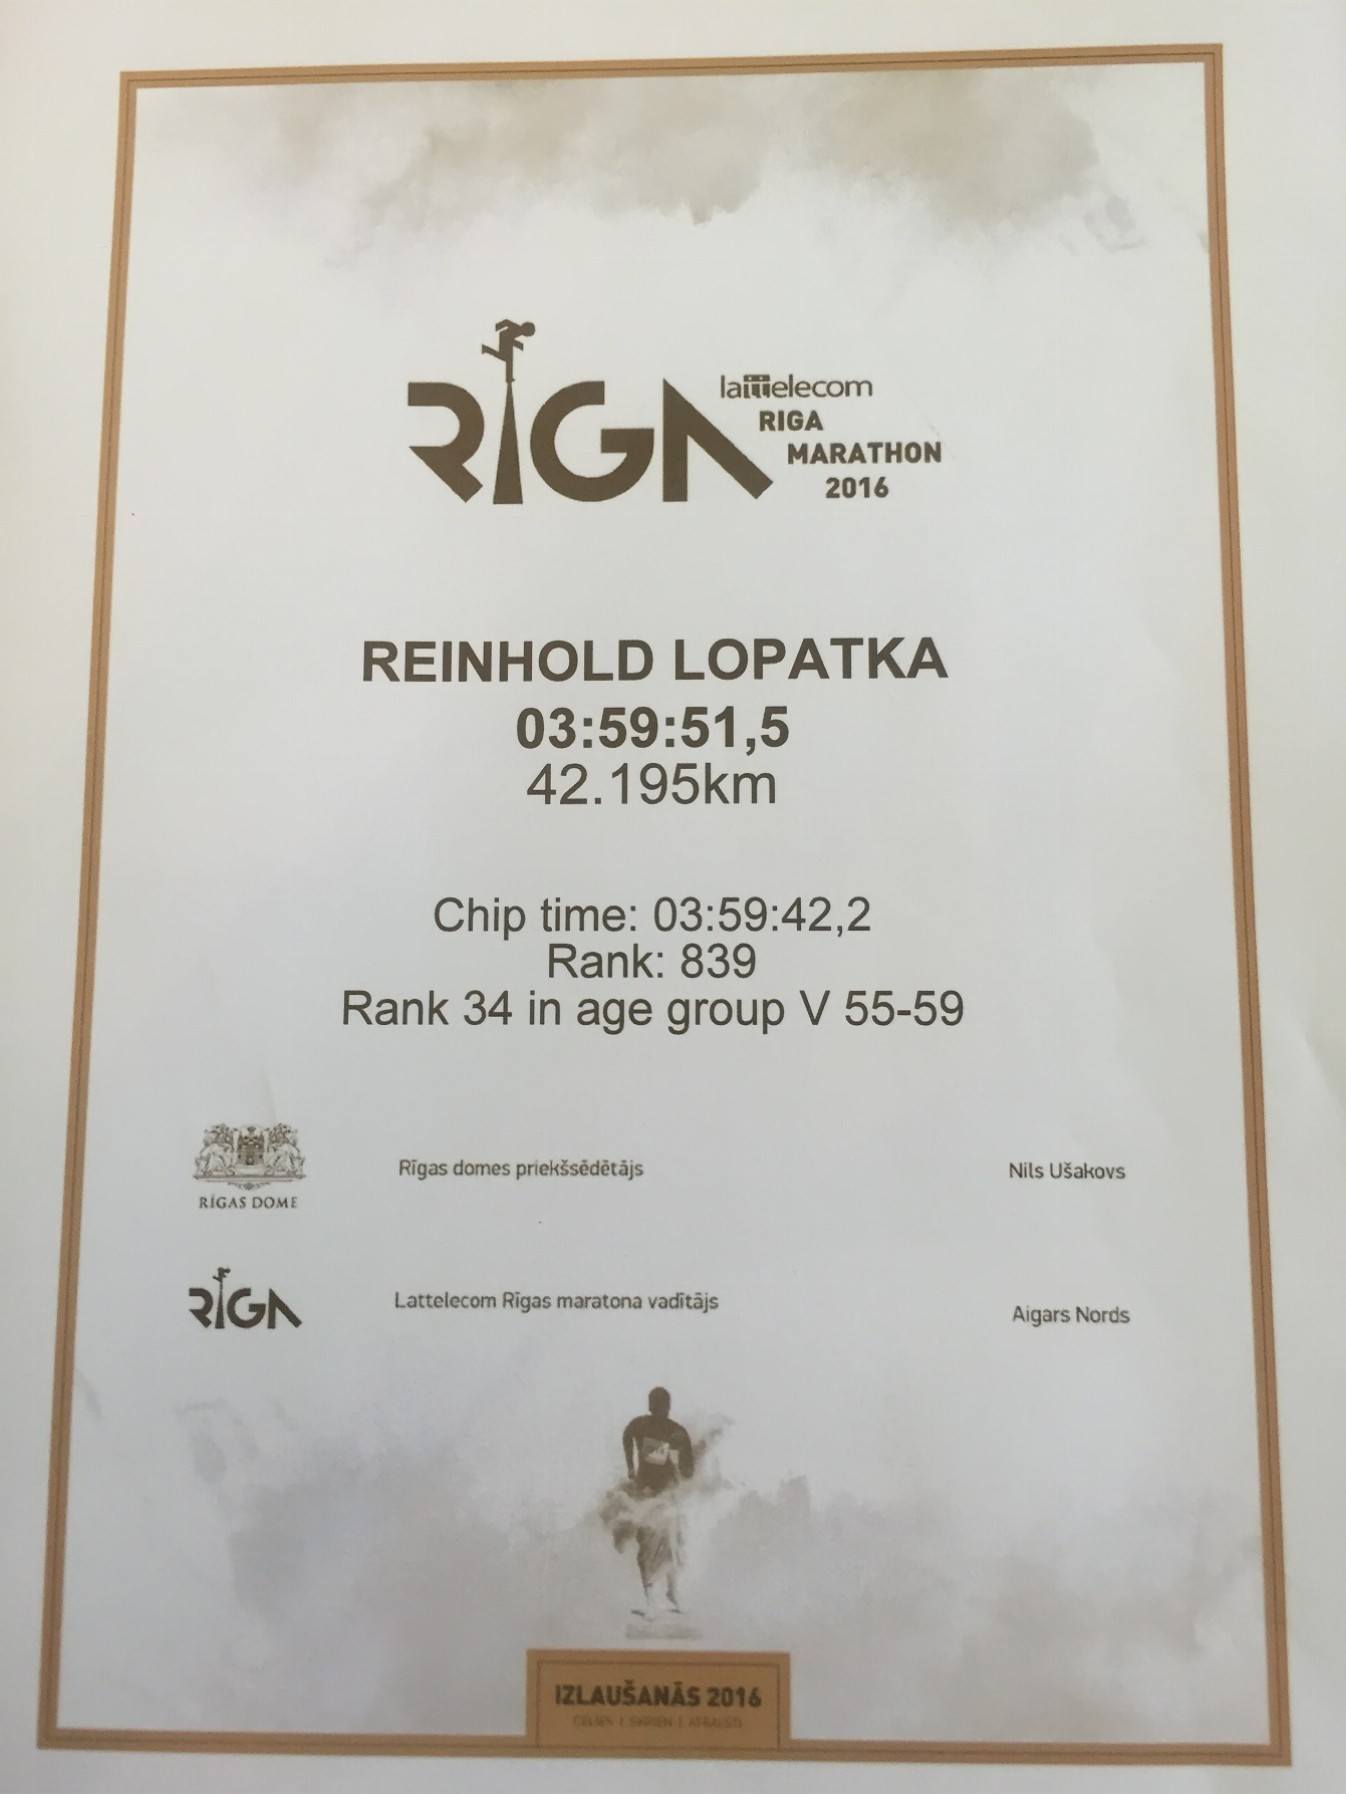 RIGA
lattelecom
RIGA
MARATHON
2016
REINHOLD LOPATKA
03:59:51,5
42.195km
Chip time: 03:59:42,2
Rank: 839
Rank 34 in age group V 55-59
RĪGAS DOME
Rīgas domes priekšsēdētājs
Nils Ušakovs
RIGA
Lattelecom Rīgas maratona vadītājs
Aigars Nords
IZLAUŠANĀS 2016